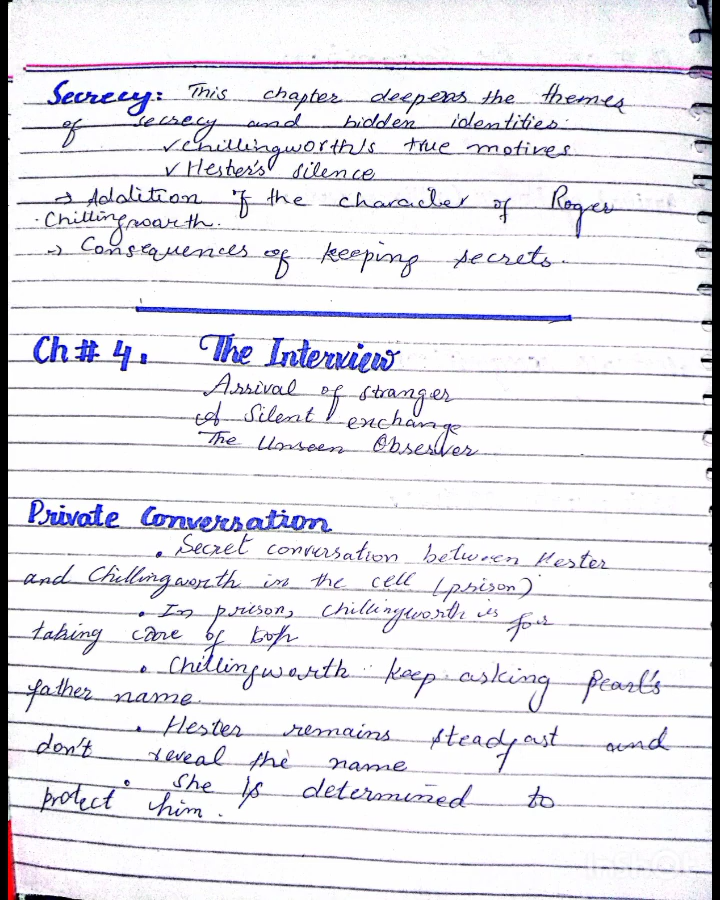 Secrecy: This chapter deepens the themes
of secrecy and hidden identities.
✓ Chillingworth's true motives
✓ Hester's silence
→ Addition of the character of Roger
Chillingwoarth.
→ Consequences of keeping secrets.
Ch # 4. The Interview
Arrival of stranger
A Silent exchange
The Unseen Observer
Private Conversation
• Secret conversation between Hester
and Chillingworth in the cell (prison)
• In prison, chillingworth is for
taking care of both
• Chillingworth keep asking Pearl's
father name.
• Hester remains steadfast and
don't reveal the name
• She is determined to
protect him.